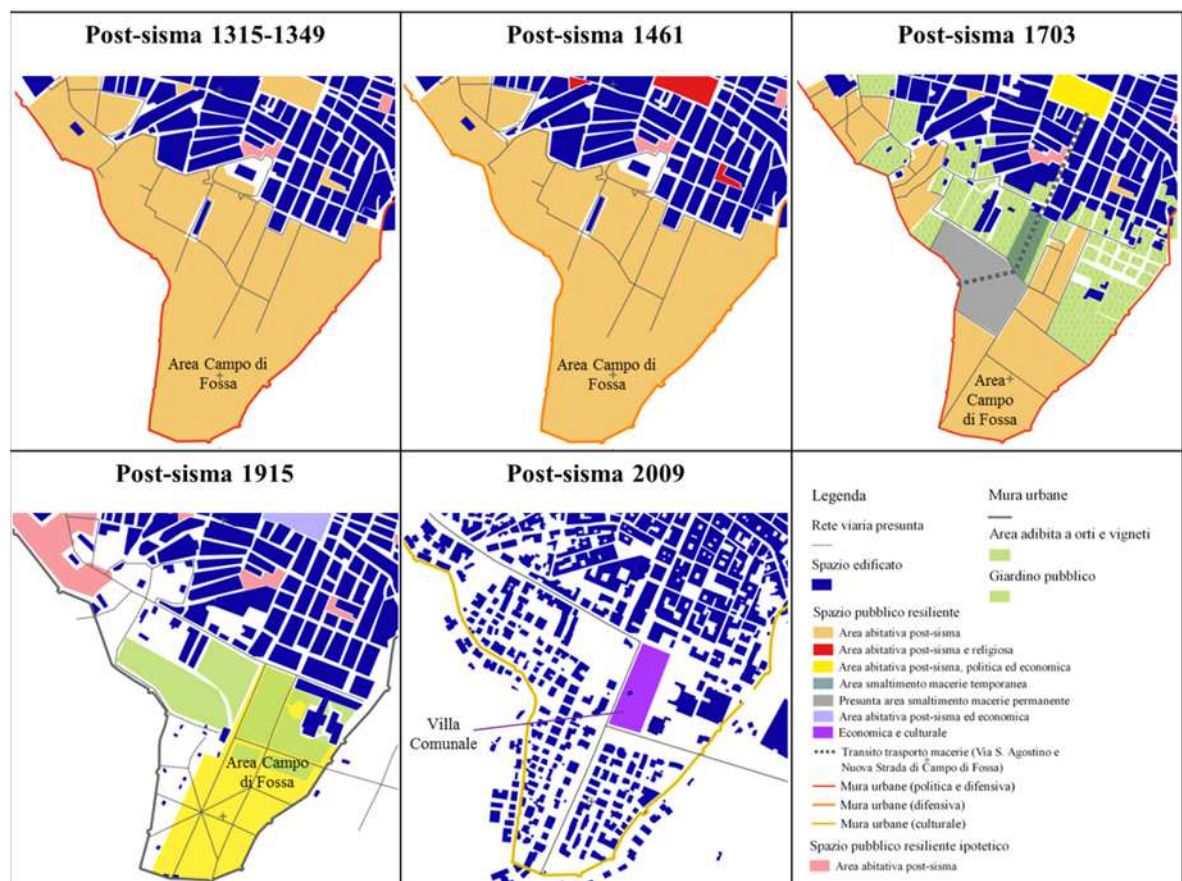 Post-sisma 1315-1349
Post-sisma 1461
Post-sisma 1703
Area Campo di
Fossa
Area Campo di
Fossa
Area
Campo
di Fossa
Post-sisma 1915
Post-sisma 2009
Area Campo
di Fossa
Villa
Comunale
Legenda
Rete viaria presunta
Spazio edificato
Spazio pubblico resiliente
Area abitativa post-sisma
Area abitativa post-sisma e religiosa
Area abitativa post-sisma, politica ed economica
Area smaltimento macerie temporanea
Presunta area smaltimento macerie permanente
Area abitativa post-sisma ed economica
Economica e culturale
Transito trasporto macerie (Via S. Agostino e
Nuova Strada di Campo di Fossa)
Mura urbane (politica e difensiva)
Mura urbane (difensiva)
Mura urbane (culturale)
Spazio pubblico resiliente ipotetico
Area abitativa post-sisma
Mura urbane
Area adibita a orti e vigneti
Giardino pubblico